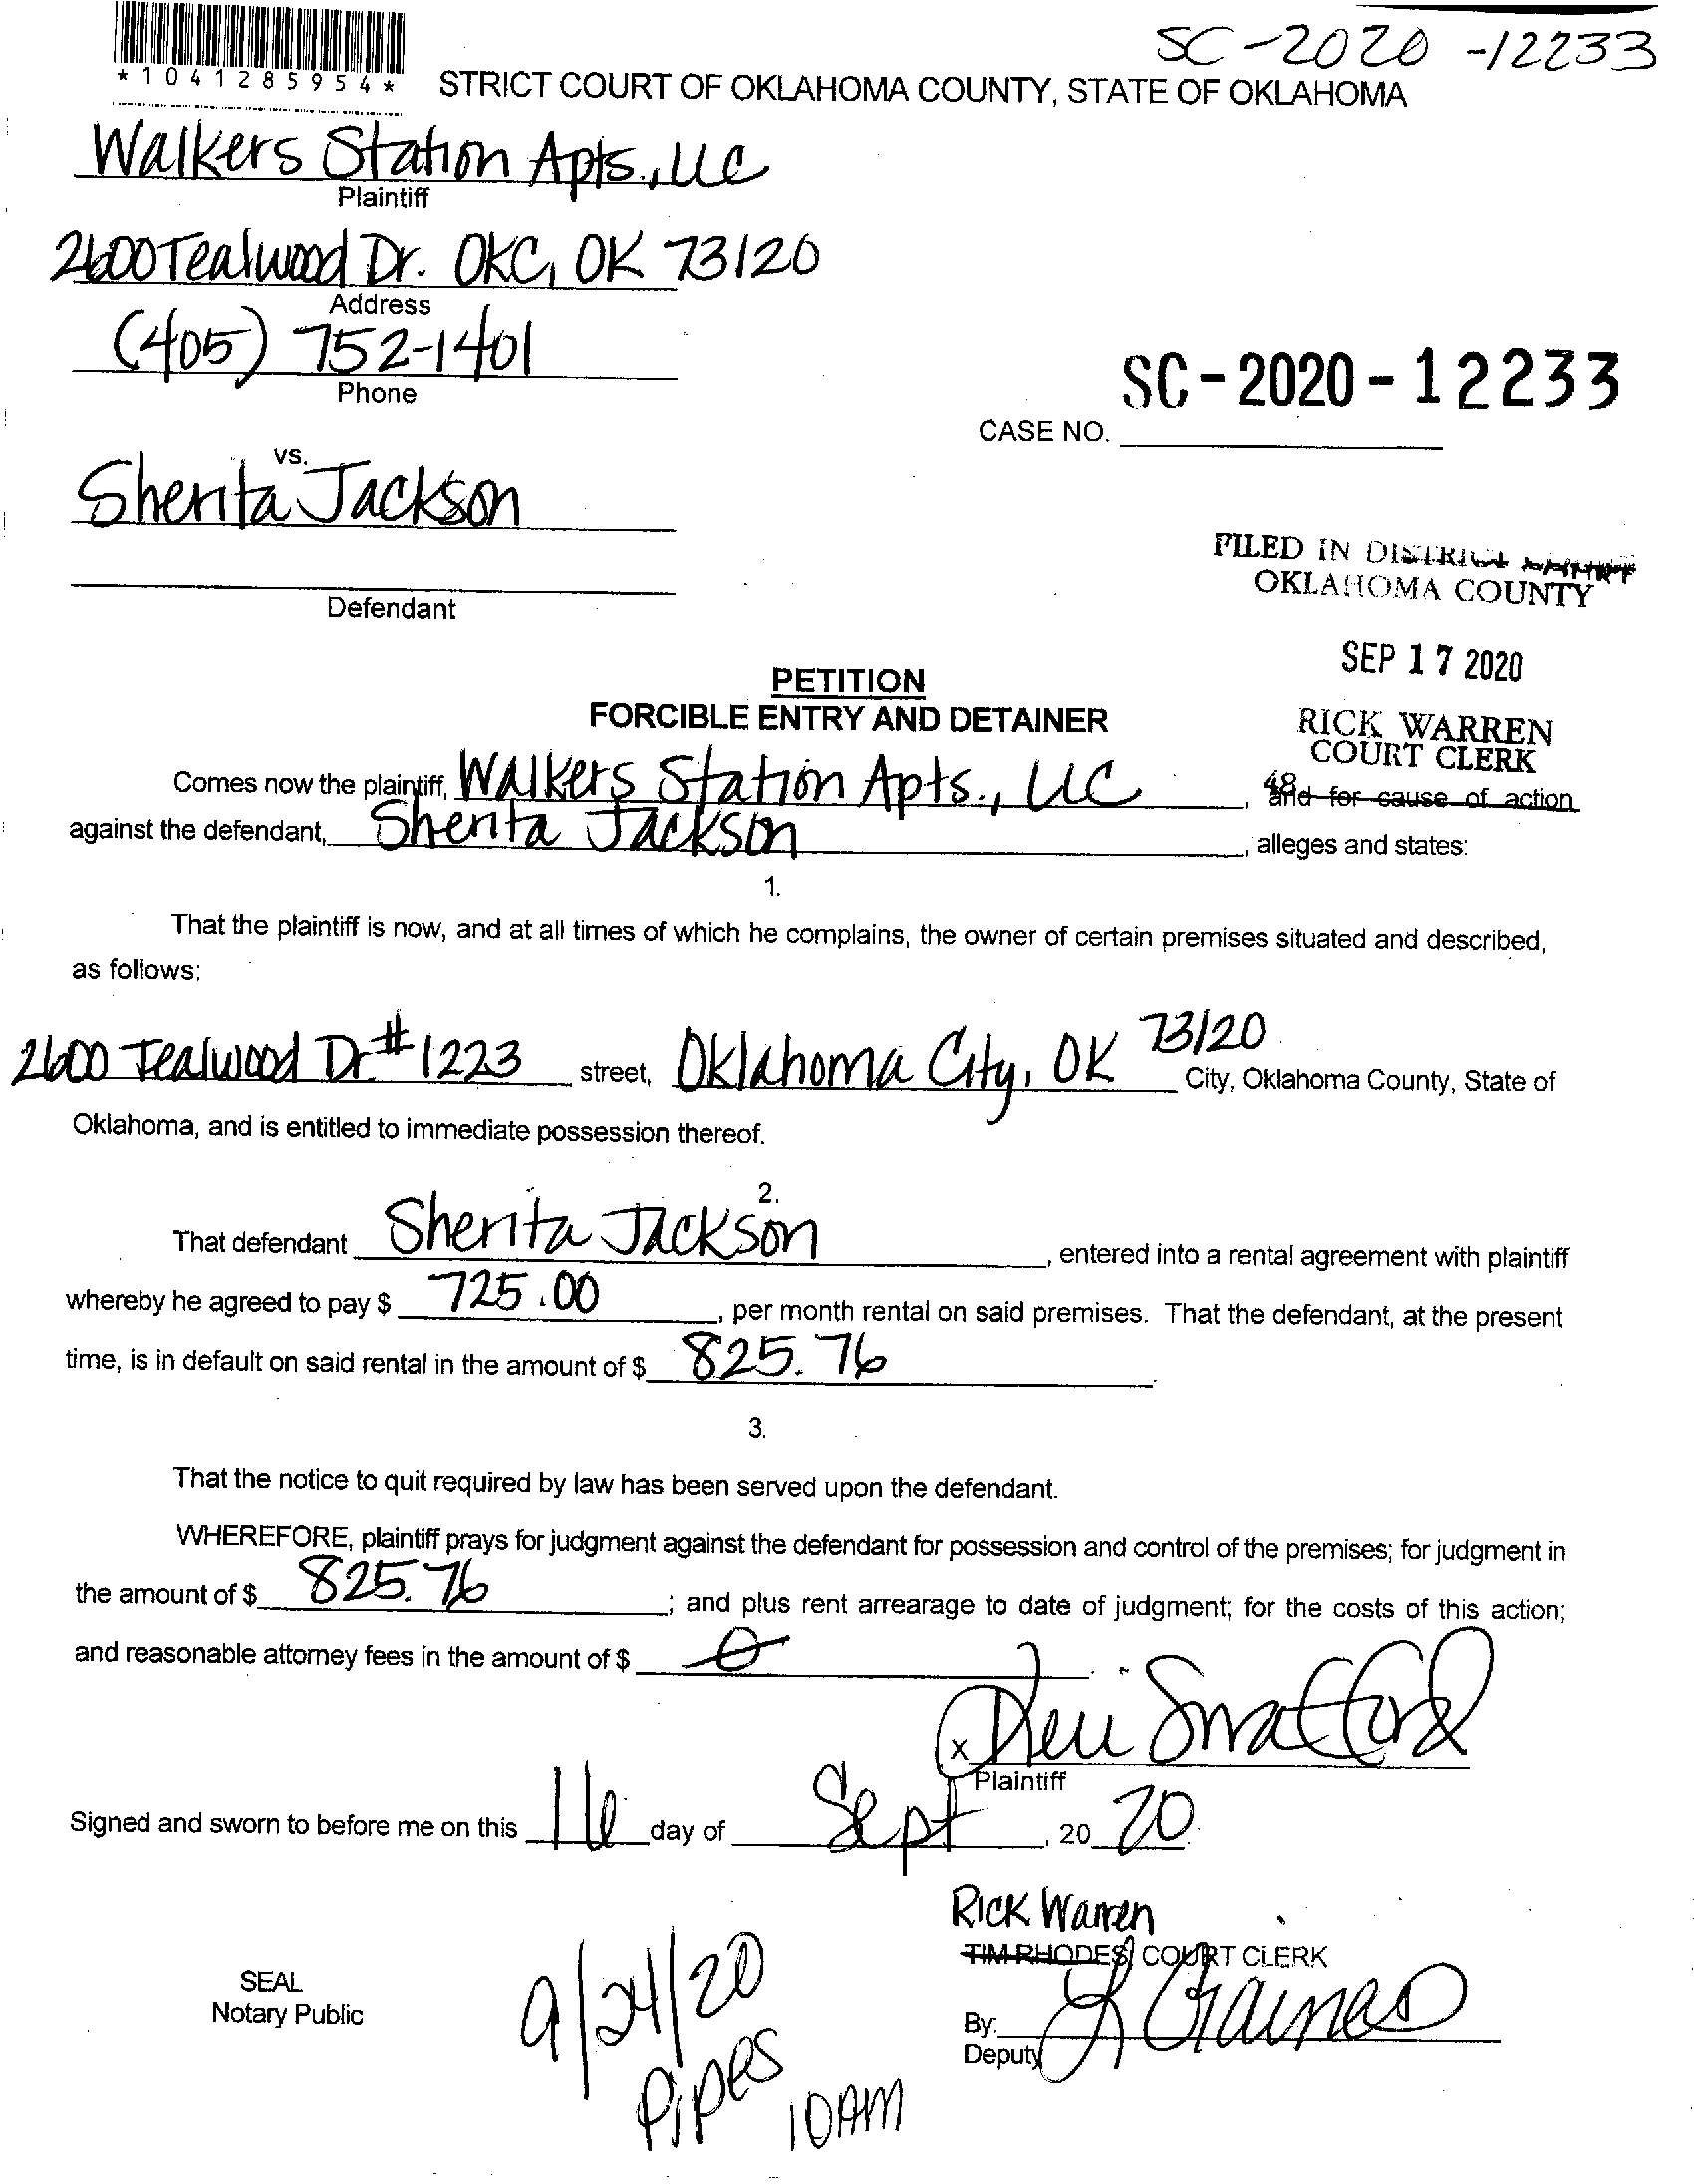 SC-2020-12233
*1041285954*
STRICT COURT OF OKLAHOMA COUNTY, STATE OF OKLAHOMA
Walkers Station Apts., LLC
Plaintiff
2600 Tealwood Dr. OKC, OK 73120
Address
(405) 752-1401
Phone
SC-2020-12233
CASE NO.
vs.
Sherita Jackson
Defendant
FILED IN DISTRICT COURT
OKLAHOMA COUNTY
SEP 17 2020
RICK WARREN
COURT CLERK
48
PETITION
FORCIBLE ENTRY AND DETAINER
Comes now the plaintiff, Walkers Station Apts., LLC, and for cause of action
against the defendant, Sherita Jackson, alleges and states:
1.
That the plaintiff is now, and at all times of which he complains, the owner of certain premises situated and described,
as follows:
2600 Tealwood Dr. #1223 street, Oklahoma City, OK 73120 City, Oklahoma County, State of
Oklahoma, and is entitled to immediate possession thereof.
2.
That defendant Sherita Jackson, entered into a rental agreement with plaintiff
whereby he agreed to pay $ 725.00, per month rental on said premises. That the defendant, at the present
time, is in default on said rental in the amount of $ 825.76.
3.
That the notice to quit required by law has been served upon the defendant.
WHEREFORE, plaintiff prays for judgment against the defendant for possession and control of the premises; for judgment in
the amount of $ 825.76; and plus rent arrearage to date of judgment; for the costs of this action;
and reasonable attorney fees in the amount of $ 0.
x
Plaintiff
Signed and sworn to before me on this 16 day of Sept, 20 20.
Rick Warren
TIM RHODES, COURT CLERK
SEAL
Notary Public
By:
Deputy
9/24/20
Pipes
10AM